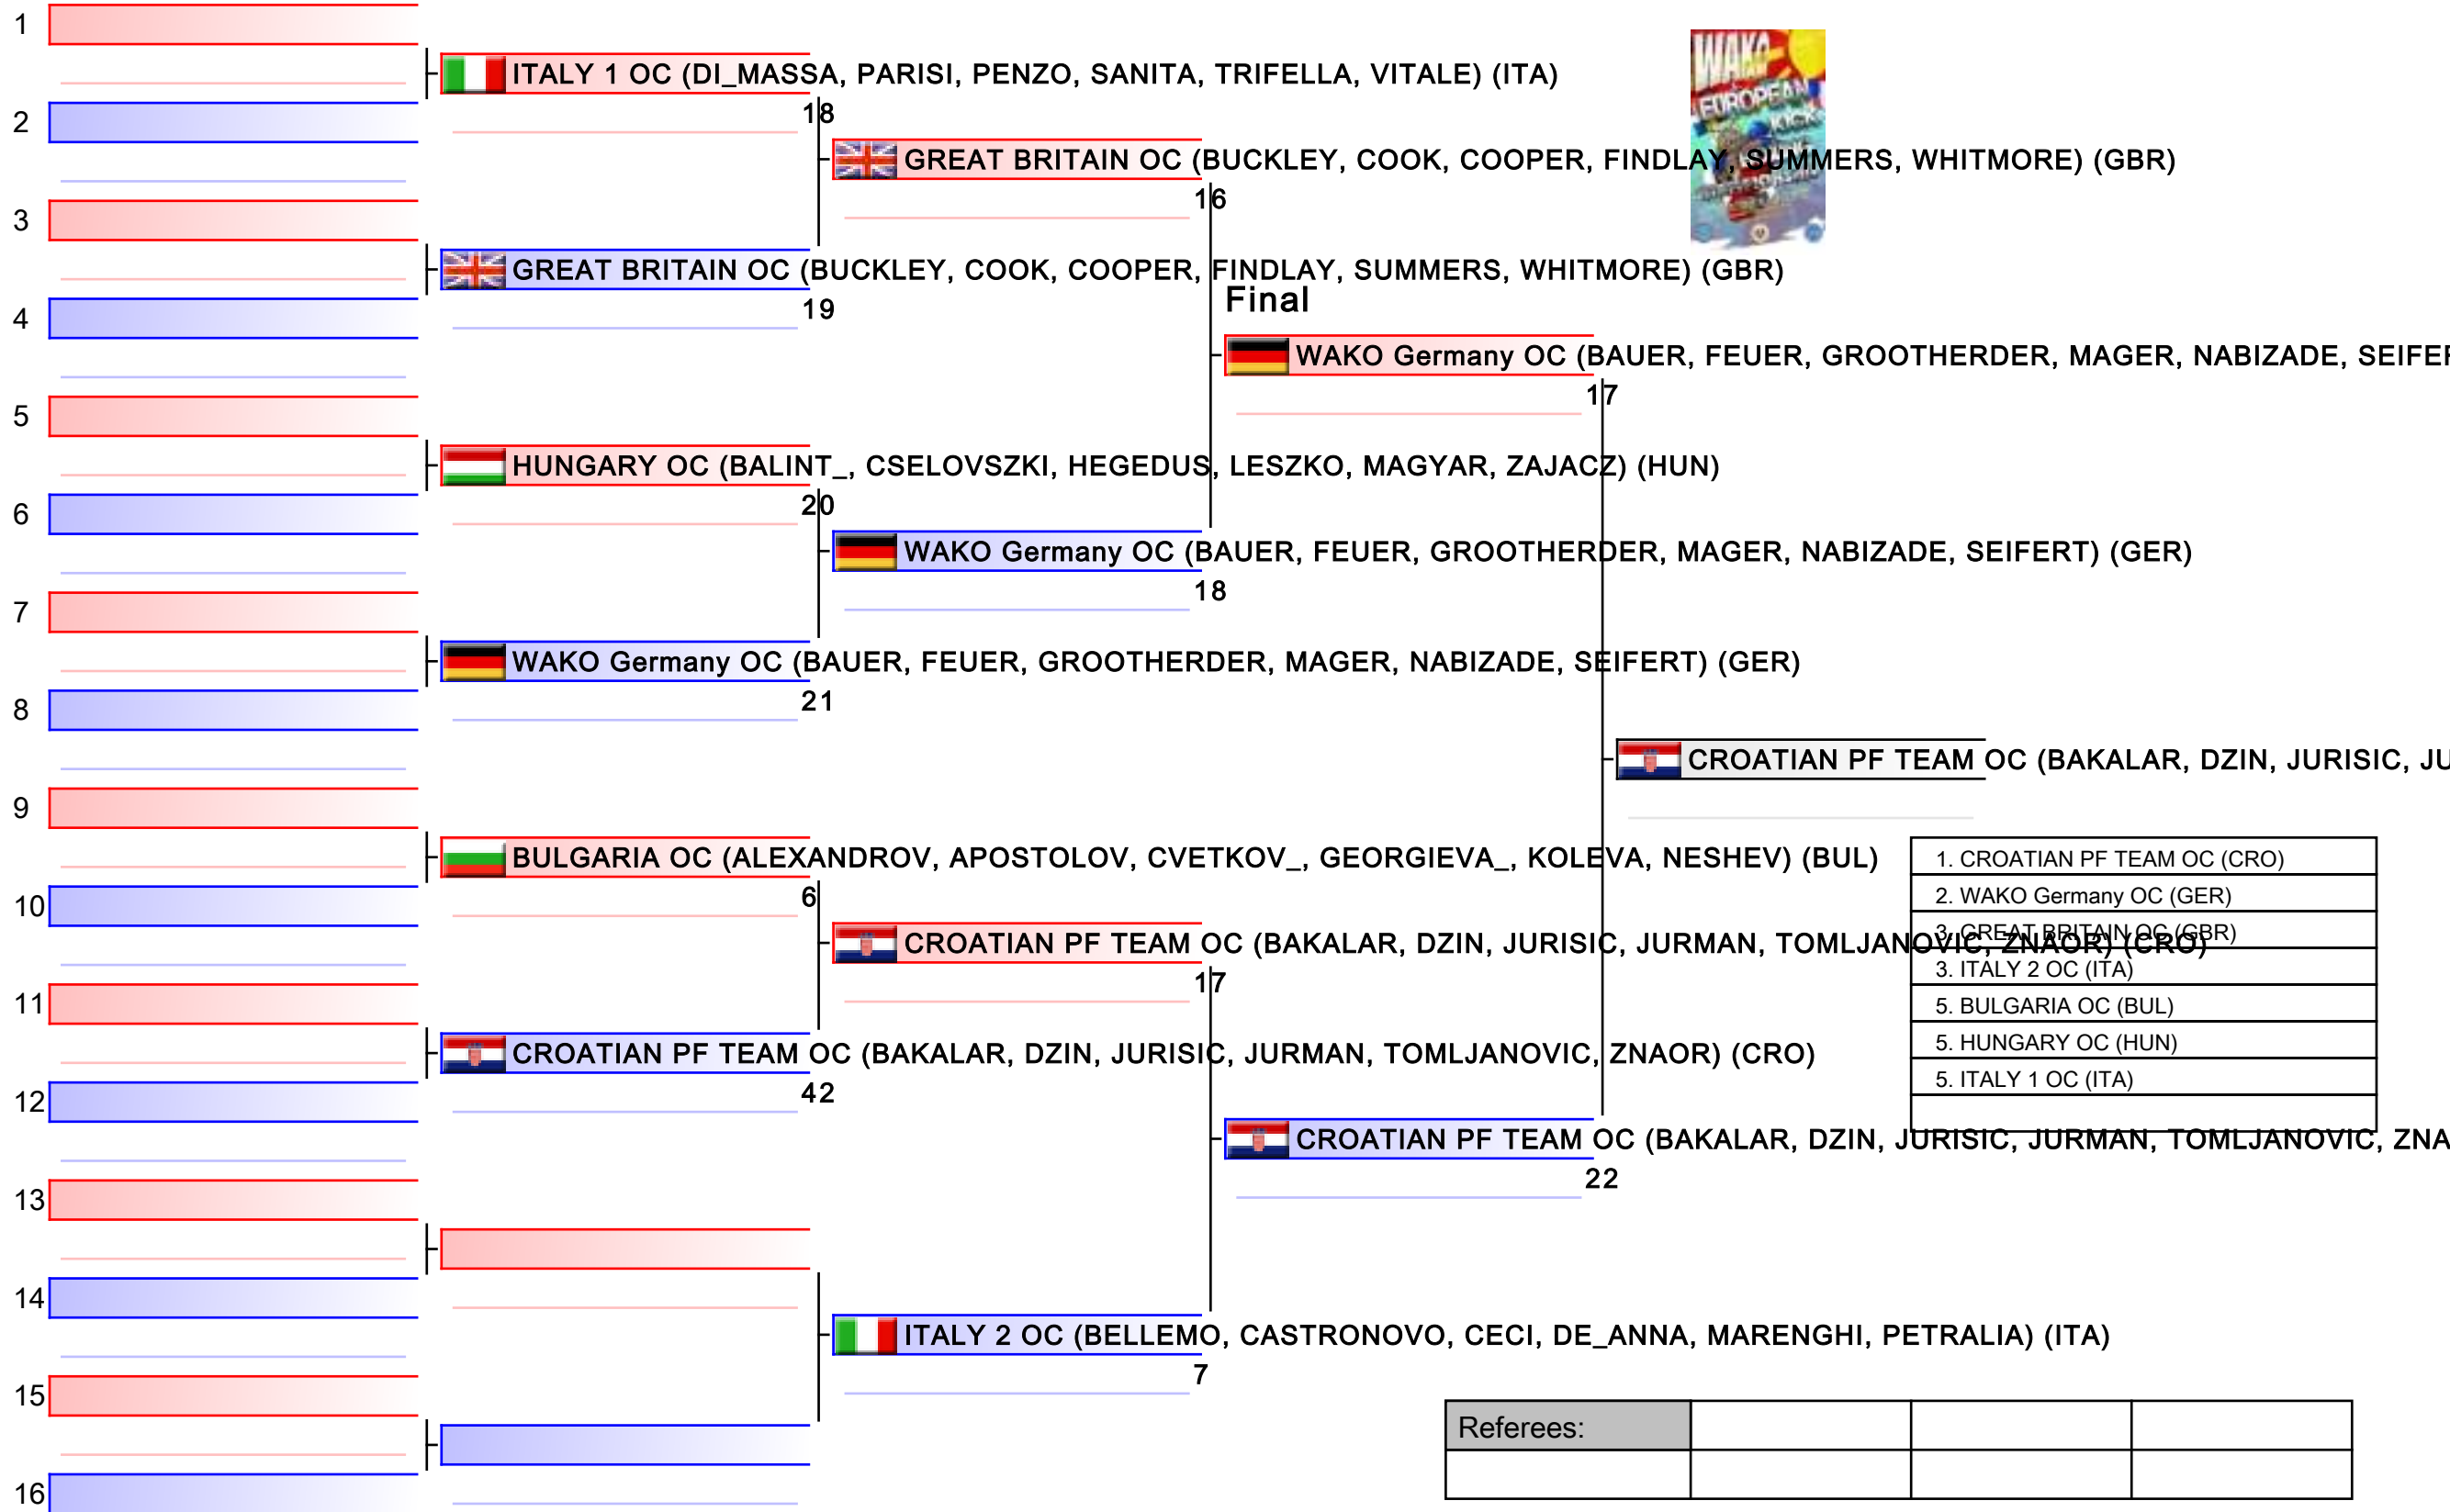 1
ITALY 1 OC (DI_MASSA, PARISI, PENZO, SANITA, TRIFELLA, VITALE) (ITA)
18
2
WAKO
EUROPEAN
KICK
GREAT BRITAIN OC (BUCKLEY, COOK, COOPER, FINDLAY, SUMMERS, WHITMORE) (GBR)
16
3
GREAT BRITAIN OC (BUCKLEY, COOK, COOPER, FINDLAY, SUMMERS, WHITMORE) (GBR)
19
4
Final
WAKO Germany OC (BAUER, FEUER, GROOTHERDER, MAGER, NABIZADE, SEIFER
17
5
HUNGARY OC (BALINT_, CSELOVSZKI, HEGEDUS, LESZKO, MAGYAR, ZAJACZ) (HUN)
20
6
WAKO Germany OC (BAUER, FEUER, GROOTHERDER, MAGER, NABIZADE, SEIFERT) (GER)
18
7
WAKO Germany OC (BAUER, FEUER, GROOTHERDER, MAGER, NABIZADE, SEIFERT) (GER)
21
8
CROATIAN PF TEAM OC (BAKALAR, DZIN, JURISIC, JU
9
BULGARIA OC (ALEXANDROV, APOSTOLOV, CVETKOV_, GEORGIEVA_, KOLEVA, NESHEV) (BUL)
6
10
CROATIAN PF TEAM OC (BAKALAR, DZIN, JURISIC, JURMAN, TOMLJANOVIC, ZNAOR) (CRO)
17
11
CROATIAN PF TEAM OC (BAKALAR, DZIN, JURISIC, JURMAN, TOMLJANOVIC, ZNAOR) (CRO)
42
12
1. CROATIAN PF TEAM OC (CRO)
2. WAKO Germany OC (GER)
3. GREAT BRITAIN OC (GBR)
3. ITALY 2 OC (ITA)
5. BULGARIA OC (BUL)
5. HUNGARY OC (HUN)
5. ITALY 1 OC (ITA)
CROATIAN PF TEAM OC (BAKALAR, DZIN, JURISIC, JURMAN, TOMLJANOVIC, ZNA
22
13
14
ITALY 2 OC (BELLEMO, CASTRONOVO, CECI, DE_ANNA, MARENGHI, PETRALIA) (ITA)
7
15
Referees:
16